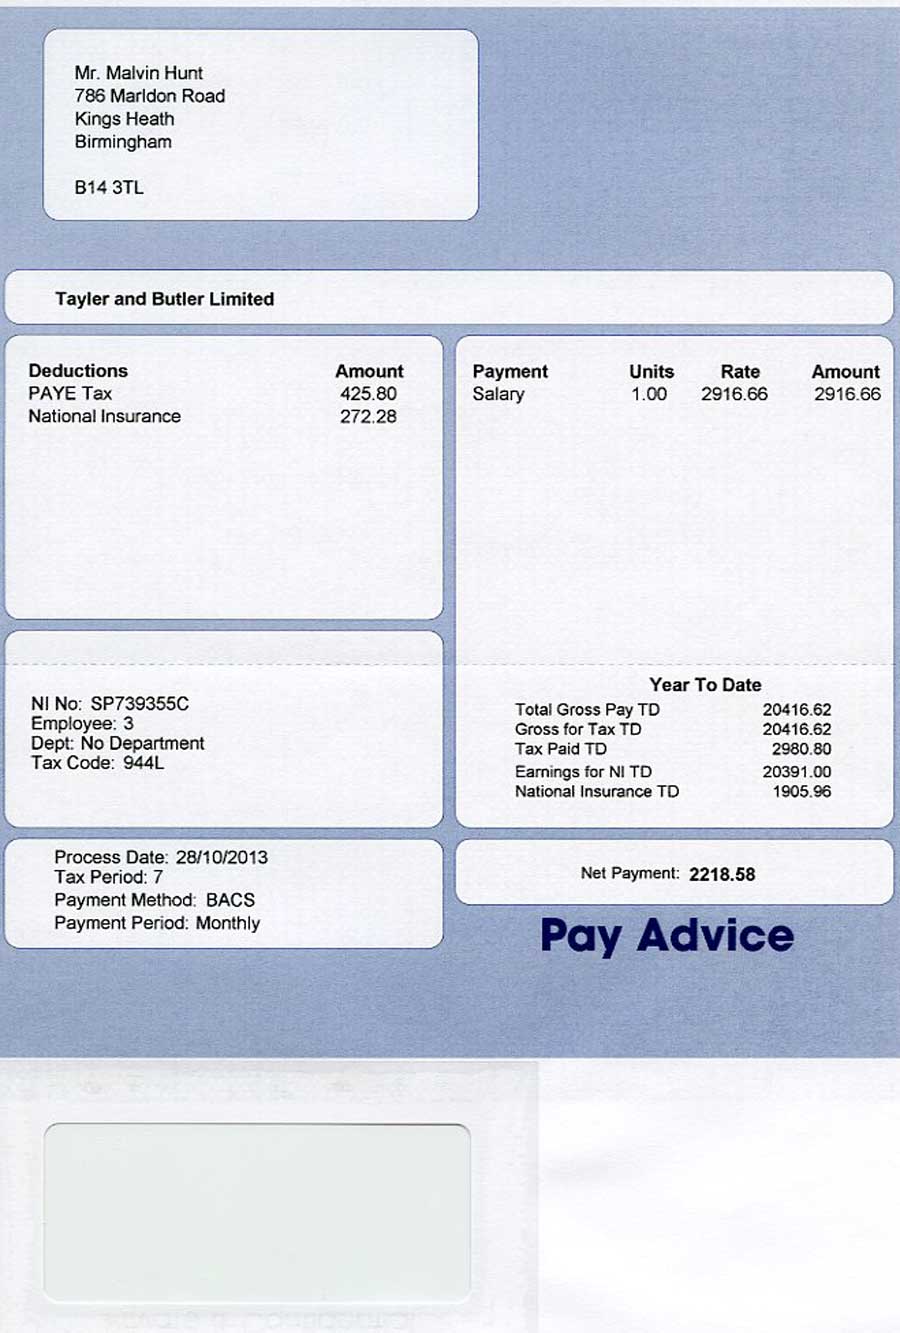 Mr. Malvin Hunt
786 Marldon Road
Kings Heath
Birmingham
B14 3TL
Tayler and Butler Limited
Deductions Amount
PAYE Tax 425.80
National Insurance 272.28
Payment Units Rate Amount
Salary 1.00 2916.66 2916.66
NI No: SP739355C
Employee: 3
Dept: No Department
Tax Code: 944L
Year To Date
Total Gross Pay TD 20416.62
Gross for Tax TD 20416.62
Tax Paid TD 2980.80
Earnings for NI TD 20391.00
National Insurance TD 1905.96
Process Date: 28/10/2013
Tax Period: 7
Payment Method: BACS
Payment Period: Monthly
Net Payment: 2218.58
Pay Advice